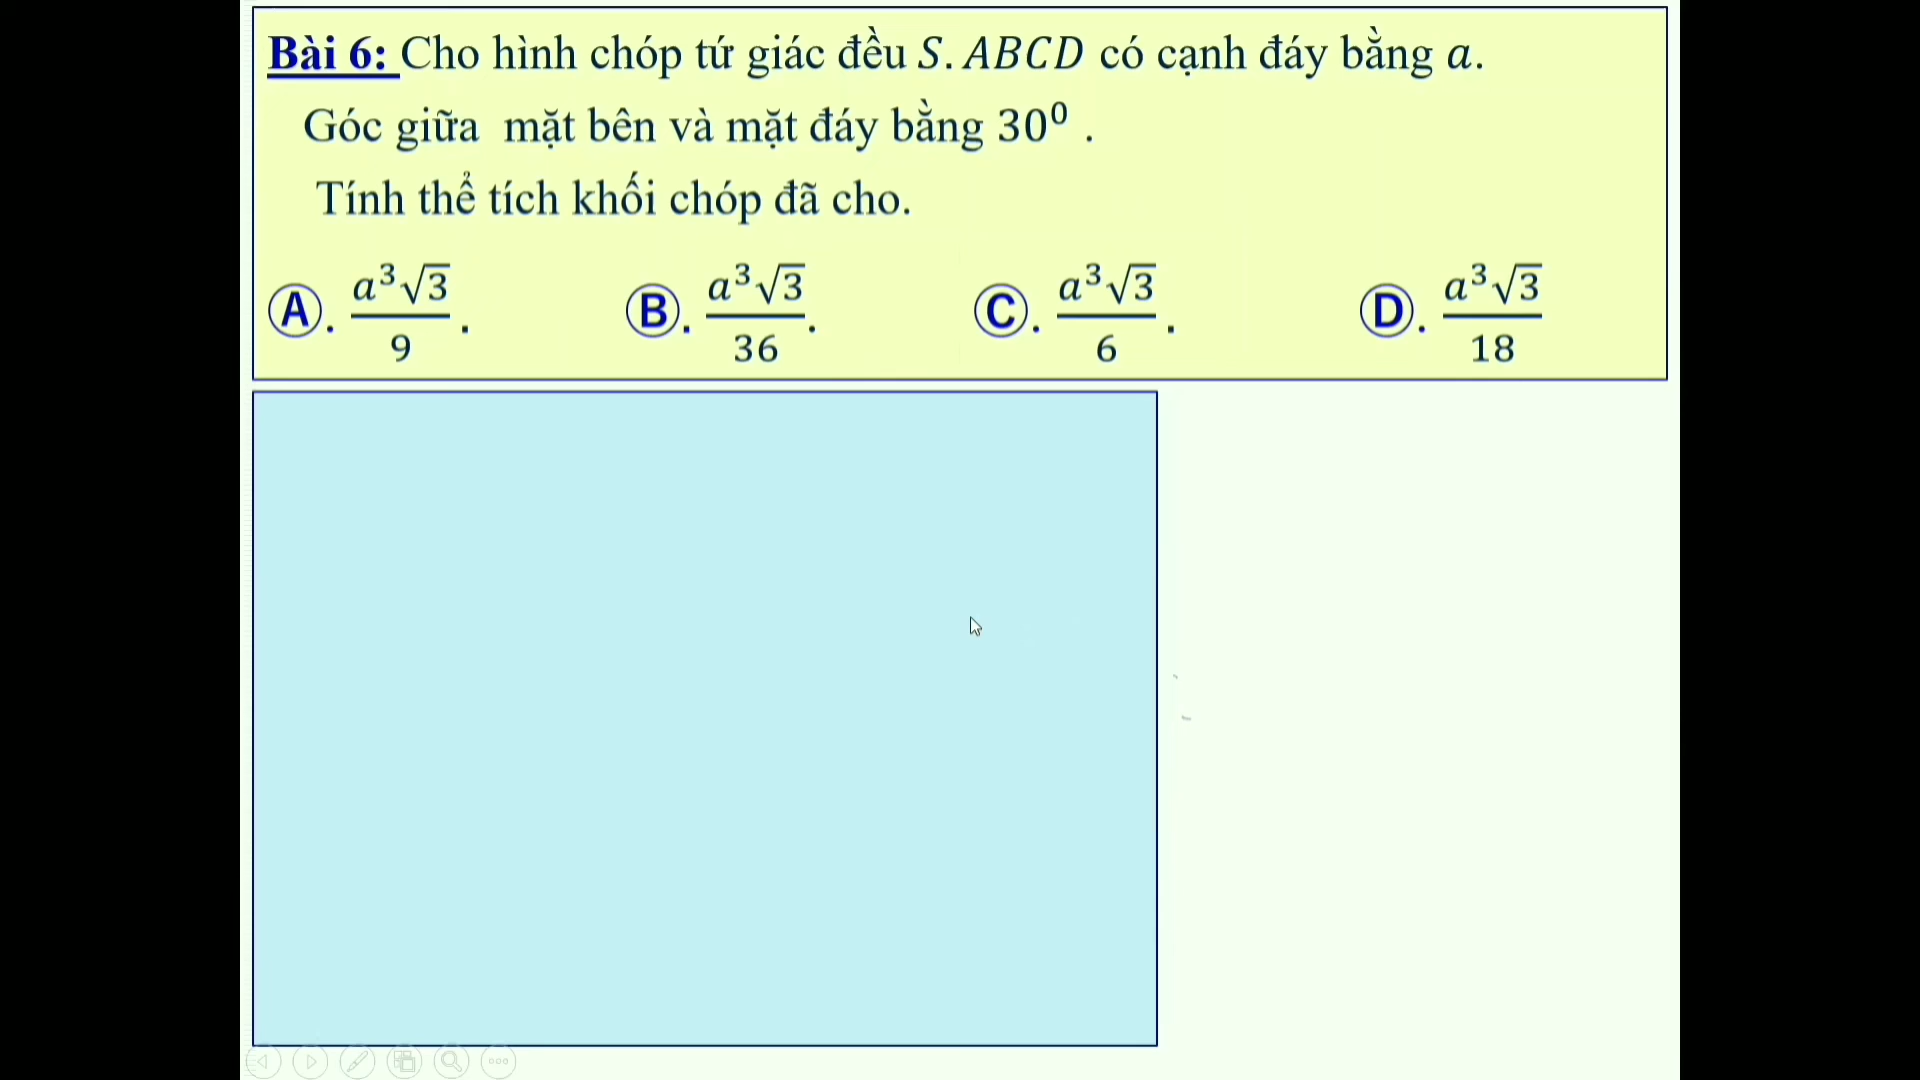 Bài 6: Cho hình chóp tứ giác đều S.ABCD có cạnh đáy bằng a.
Góc giữa mặt bên và mặt đáy bằng 30⁰ .
Tính thể tích khối chóp đã cho.
Ⓐ. a³√3/9 . Ⓑ. a³√3/36 . Ⓒ. a³√3/6 . Ⓓ. a³√3/18